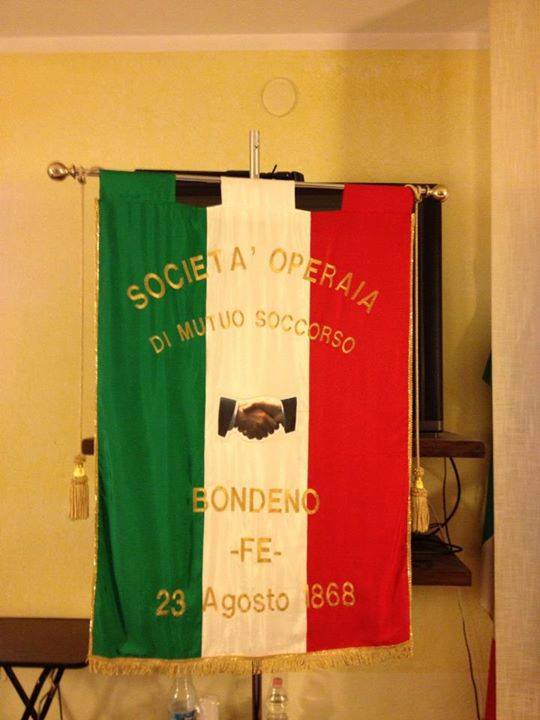 SOCIETA' OPERAIA
DI MUTUO SOCCORSO
BONDENO
-FE-
23 Agosto 1868